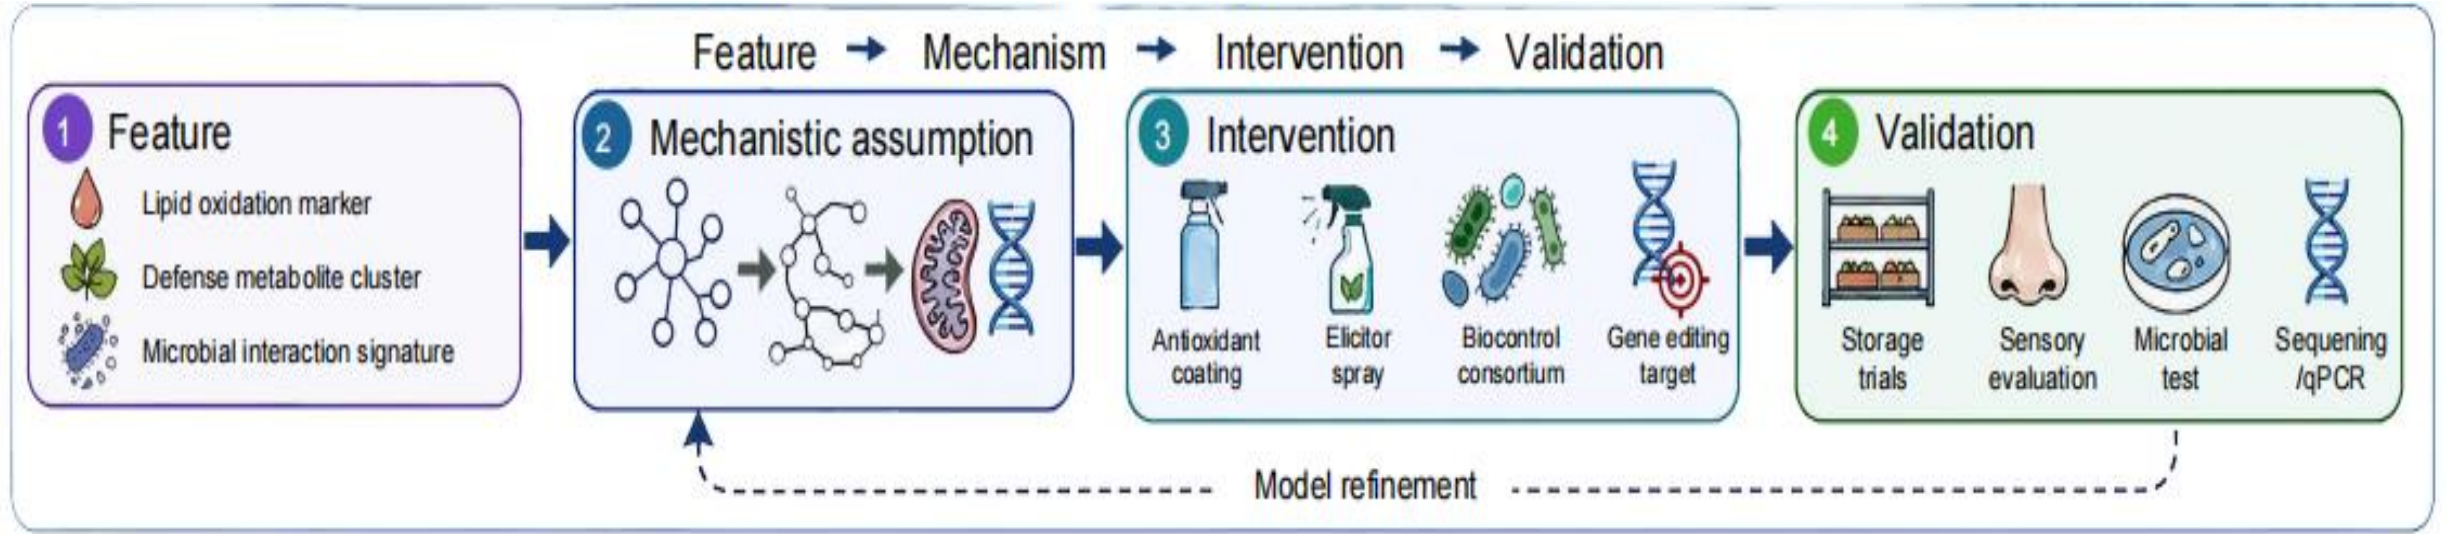 Feature → Mechanism → Intervention → Validation
1 Feature
Lipid oxidation marker
Defense metabolite cluster
Microbial interaction signature
2 Mechanistic assumption
3 Intervention
Antioxidant
coating
Elicitor
spray
Biocontrol
consortium
Gene editing
target
4 Validation
Storage
trials
Sensory
evaluation
Microbial
test
Sequening
/qPCR
Model refinement